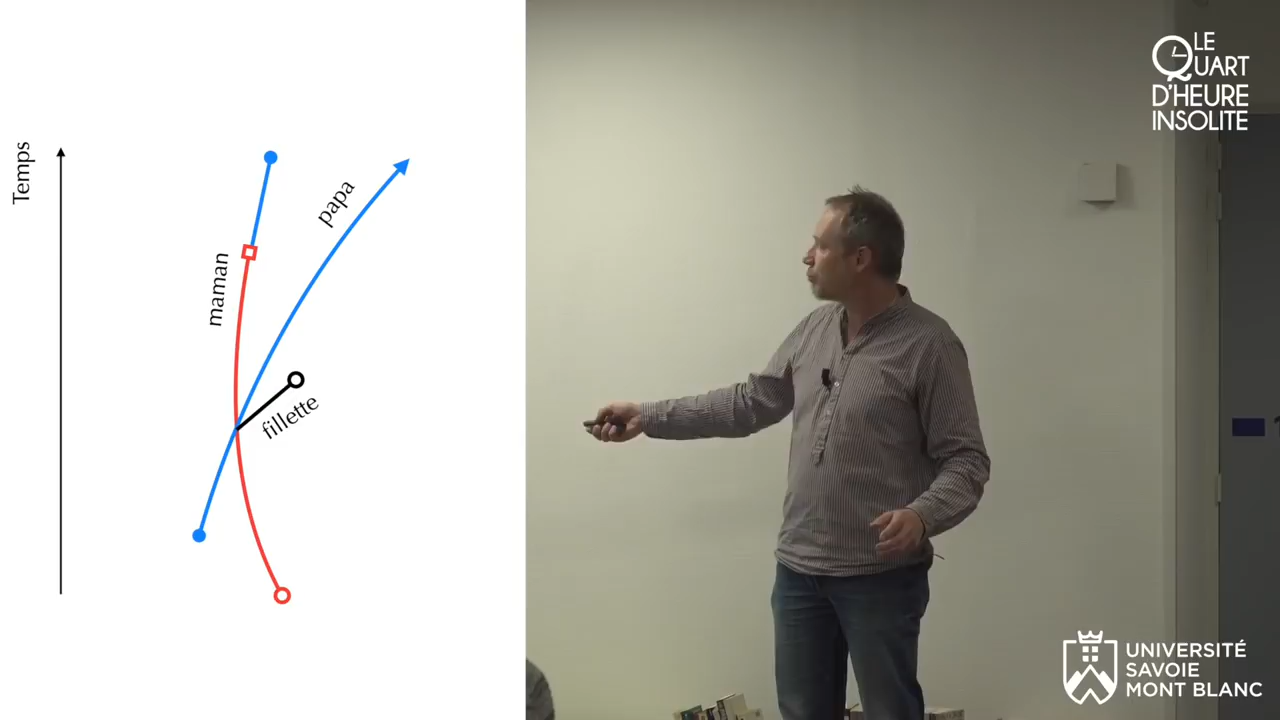 Temps
papa
maman
fillette
LE
QUART
D'HEURE
INSOLITE
UNIVERSITÉ
SAVOIE
MONT BLANC